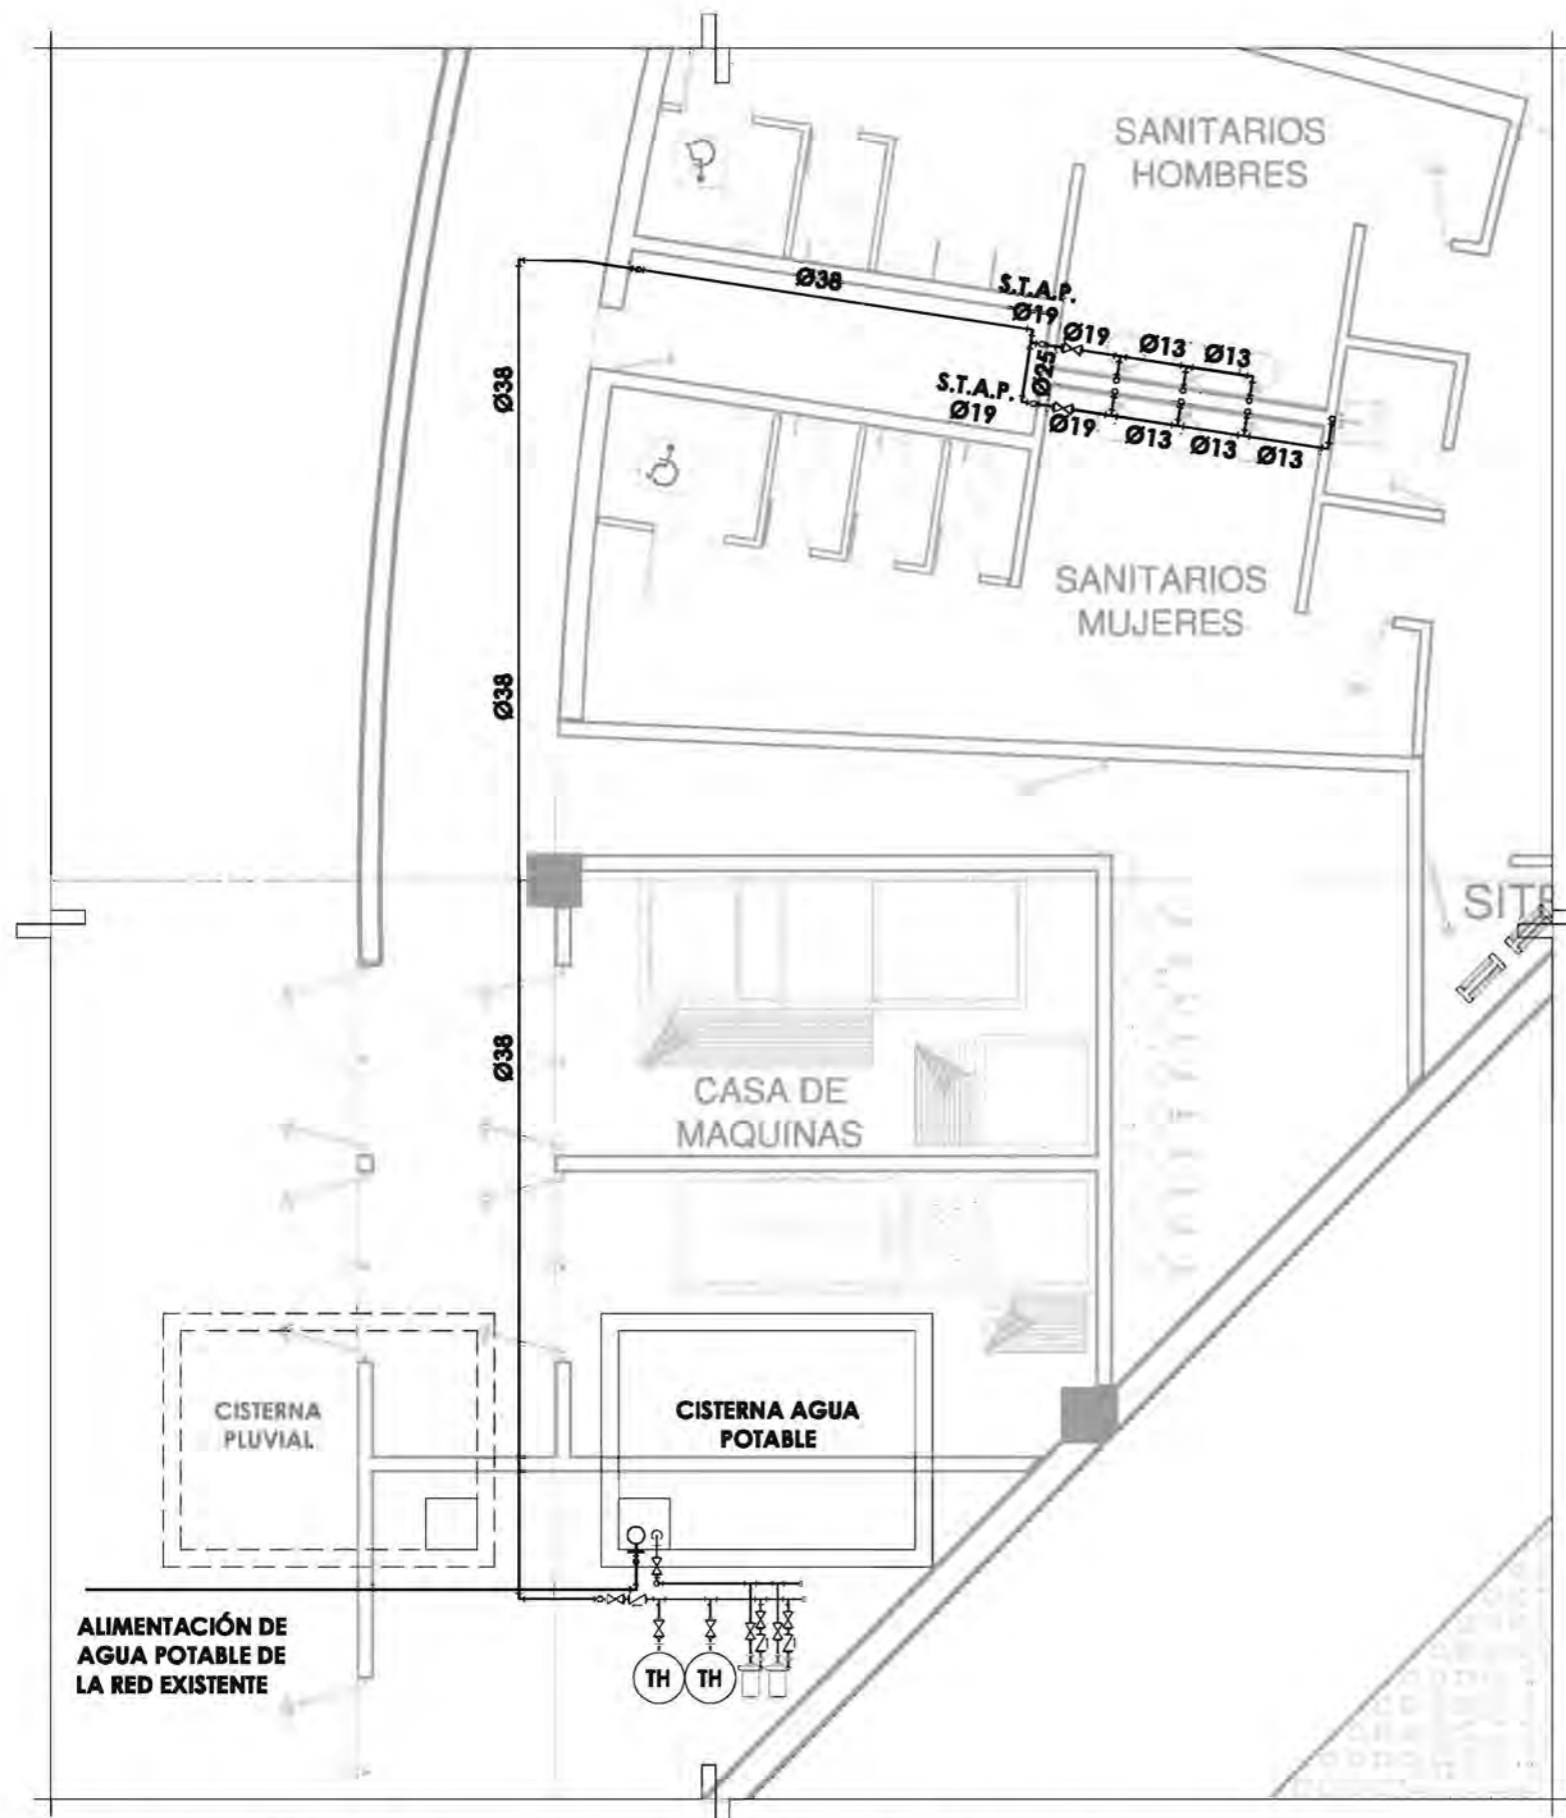 SANITARIOS
HOMBRES
Ø38
S.T.A.P.
Ø19
Ø19
Ø13
Ø13
Ø38
Ø25
S.T.A.P.
Ø19
Ø19
Ø13
Ø13
Ø13
SANITARIOS
MUJERES
Ø38
SITE
Ø38
CASA DE
MAQUINAS
CISTERNA
PLUVIAL
CISTERNA AGUA
POTABLE
ALIMENTACIÓN DE
AGUA POTABLE DE
LA RED EXISTENTE
TH
TH